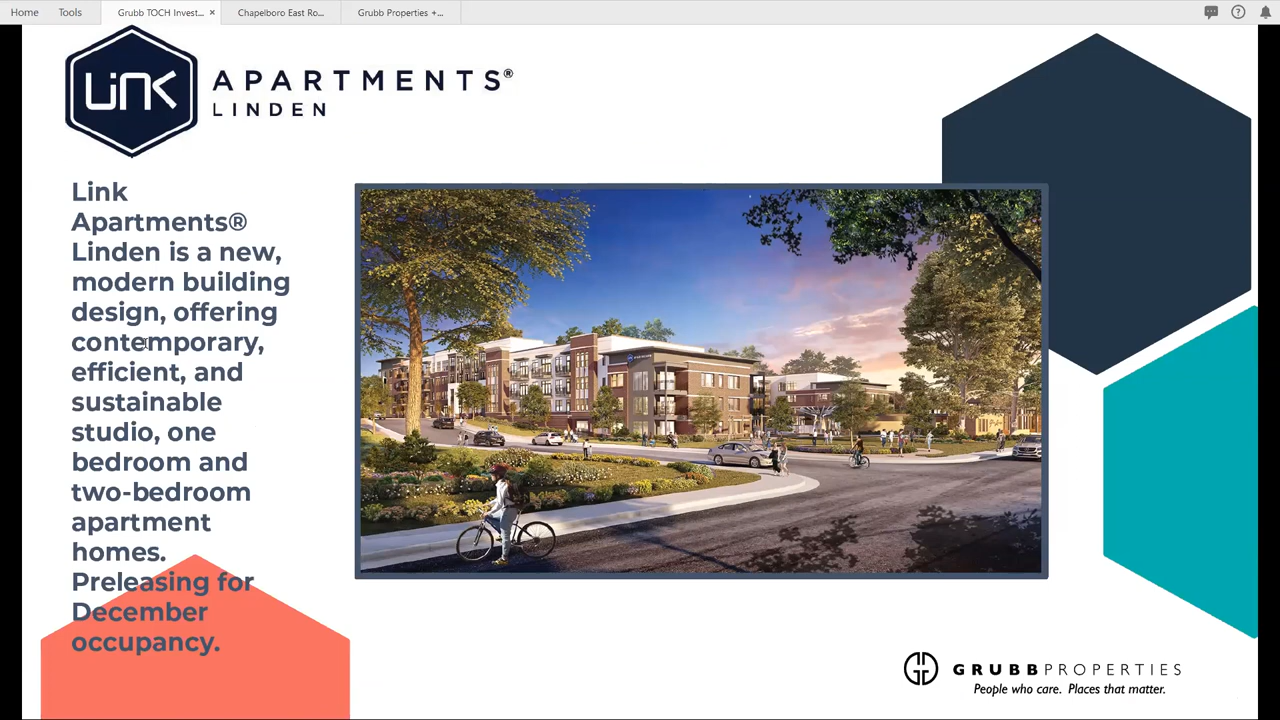 Home Tools Grubb TOCH Invest... × Chapelboro East Ro... Grubb Properties +...
Link APARTMENTS®
LINDEN
Link
Apartments®
Linden is a new,
modern building
design, offering
contemporary,
efficient, and
sustainable
studio, one
bedroom and
two-bedroom
apartment
homes.
Preleasing for
December
occupancy.
GRUBBPROPERTIES
People who care. Places that matter.